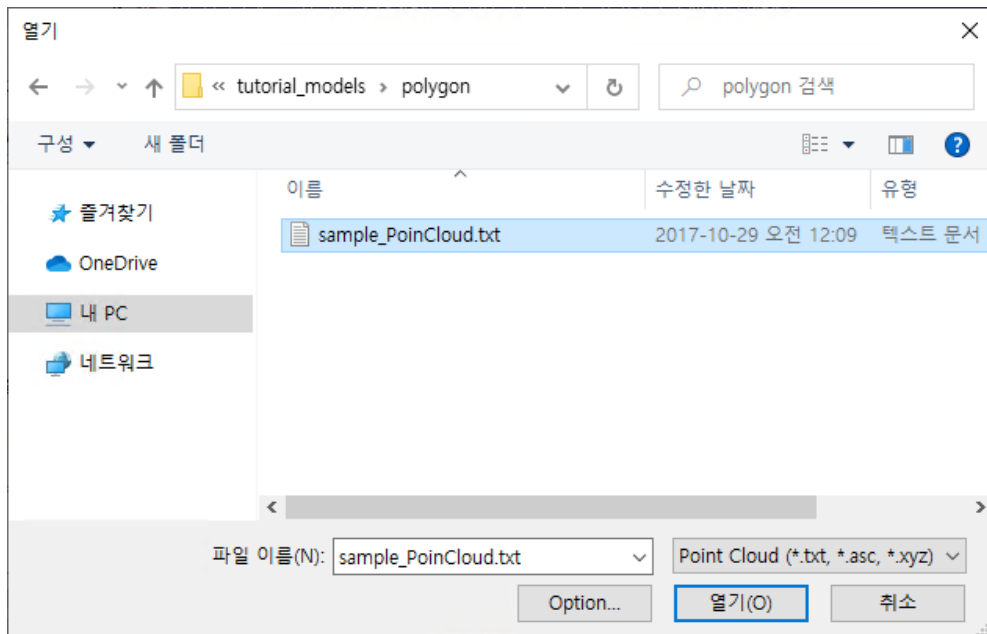 열기
« tutorial_models › polygon
polygon 검색
구성
새 폴더
이름
수정한 날짜
유형
즐겨찾기
OneDrive
내 PC
네트워크
sample_PoinCloud.txt
2017-10-29 오전 12:09
텍스트 문서
파일 이름(N):
sample_PoinCloud.txt
Point Cloud (*.txt, *.asc, *.xyz)
Option...
열기(O)
취소